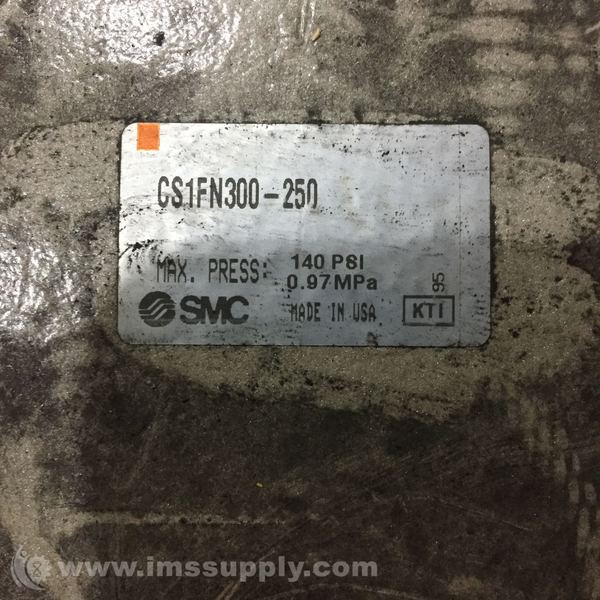 CS1FN300-250
MAX. PRESS: 140 PSI
0.97MPa
SMC MADE IN USA KTI 95
www.imssupply.com